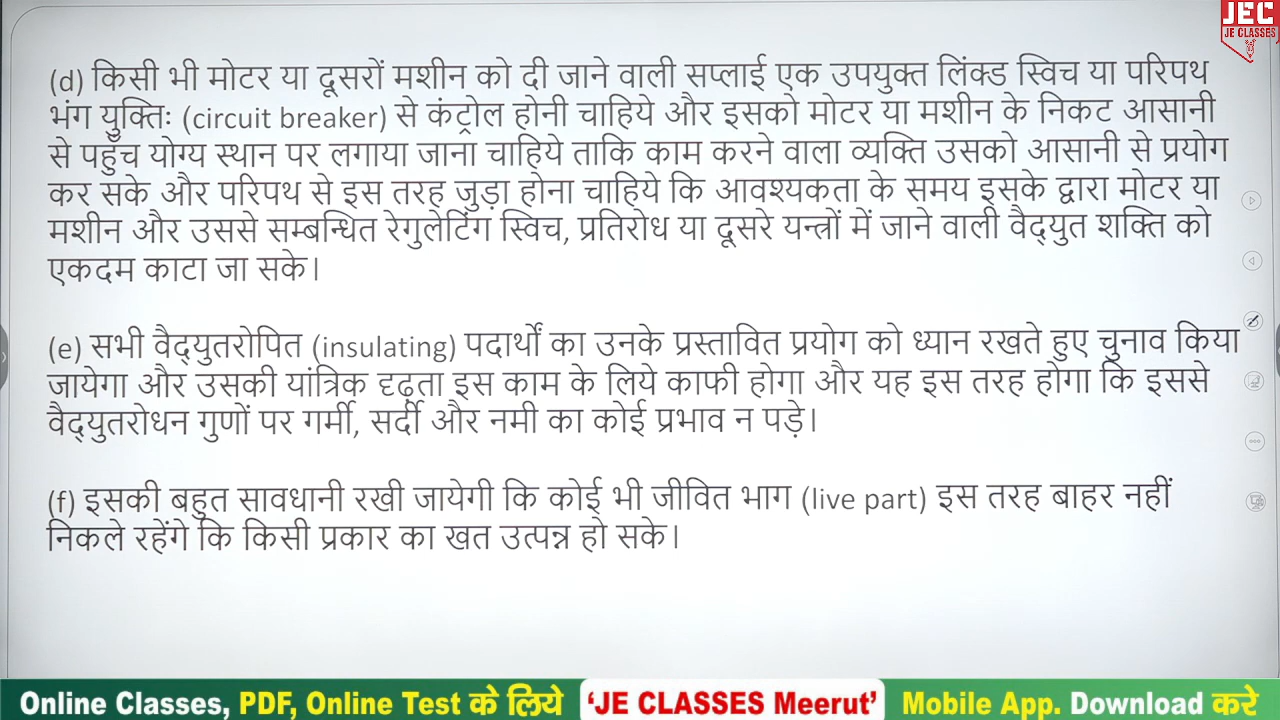 JEC
JE CLASSES
(d) किसी भी मोटर या दूसरों मशीन को दी जाने वाली सप्लाई एक उपयुक्त लिंक्ड स्विच या परिपथ
भंग युक्तिः (circuit breaker) से कंट्रोल होनी चाहिये और इसको मोटर या मशीन के निकट आसानी
से पहुँच योग्य स्थान पर लगाया जाना चाहिये ताकि काम करने वाला व्यक्ति उसको आसानी से प्रयोग
कर सके और परिपथ से इस तरह जुड़ा होना चाहिये कि आवश्यकता के समय इसके द्वारा मोटर या
मशीन और उससे सम्बन्धित रेगुलेटिंग स्विच, प्रतिरोध या दूसरे यन्त्रों में जाने वाली वैद्युत शक्ति को
एकदम काटा जा सके।
(e) सभी वैद्युतरोपित (insulating) पदार्थों का उनके प्रस्तावित प्रयोग को ध्यान रखते हुए चुनाव किया
जायेगा और उसकी यांत्रिक दृढ़ता इस काम के लिये काफी होगा और यह इस तरह होगा कि इससे
वैद्युतरोधन गुणों पर गर्मी, सर्दी और नमी का कोई प्रभाव न पड़े।
(f) इसकी बहुत सावधानी रखी जायेगी कि कोई भी जीवित भाग (live part) इस तरह बाहर नहीं
निकले रहेंगे कि किसी प्रकार का खत उत्पन्न हो सके।
Online Classes, PDF, Online Test के लिये 'JE CLASSES Meerut' Mobile App. Download करे